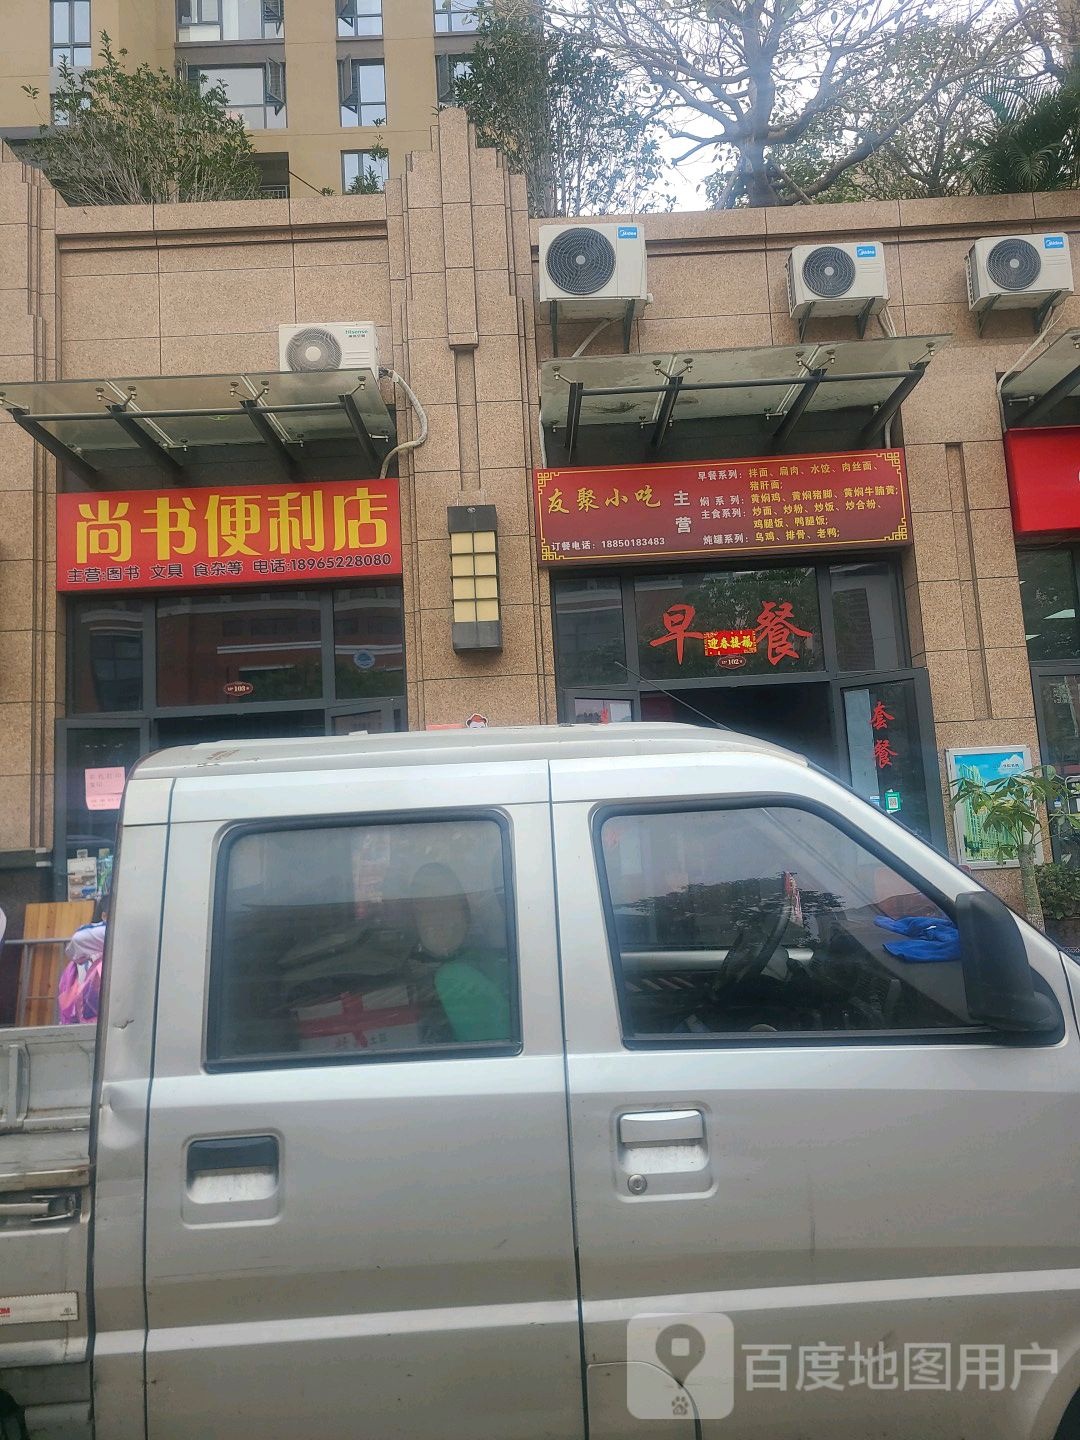 尚书便利店
主营:图书 文具 食杂等 电话:18965228080
友聚小吃
主营
早餐系列：拌面、扁肉、水饺、肉丝面、
猪肝面;
焖系列：黄焖鸡、黄焖猪脚、黄焖牛腩黄;
主食系列：炒面、炒粉、炒饭、炒合粉、
鸡腿饭、鸭腿饭;
炖罐系列：乌鸡、排骨、老鸭;
订餐电话：18850183483
早餐
迎春接福
102
103
套餐
Hisense
Midea
Midea
Midea
百度地图用户